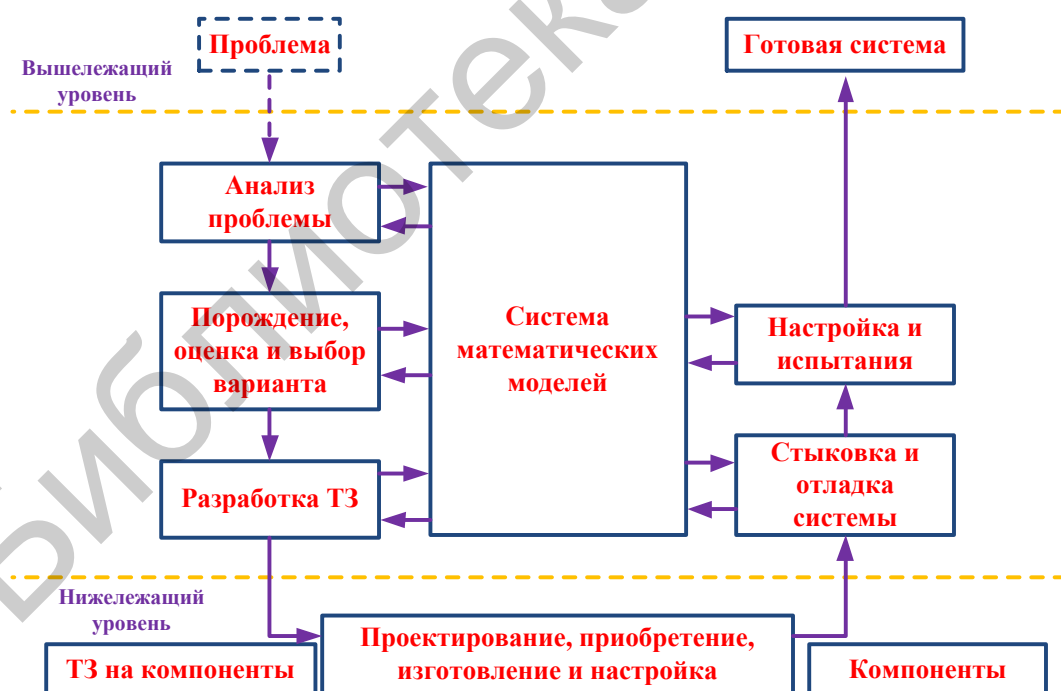 Проблема
Готовая система
Вышележащий
уровень
Анализ
проблемы
Порождение,
оценка и выбор
варианта
Разработка ТЗ
Система
математических
моделей
Настройка и
испытания
Стыковка и
отладка
системы
Нижележащий
уровень
ТЗ на компоненты
Проектирование, приобретение,
изготовление и настройка
Компоненты
Библиотека